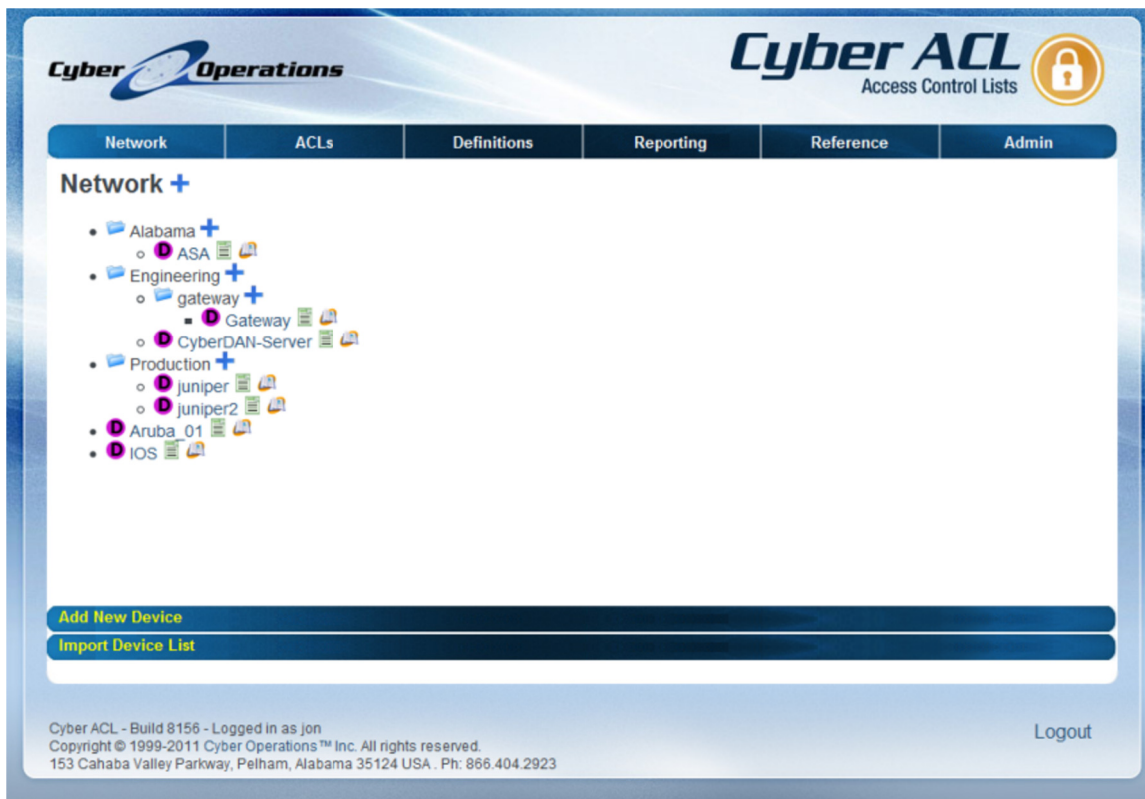 Cyber Operations
Cyber ACL
Access Control Lists
Network ACLs Definitions Reporting Reference Admin
Network
Alabama
D ASA
Engineering
gateway
D Gateway
D CyberDAN-Server
Production
D juniper
D juniper2
D Aruba_01
D IOS
Add New Device
Import Device List
Cyber ACL - Build 8156 - Logged in as jon
Logout
Copyright © 1999-2011 Cyber Operations™ Inc. All rights reserved.
153 Cahaba Valley Parkway, Pelham, Alabama 35124 USA . Ph: 866.404.2923